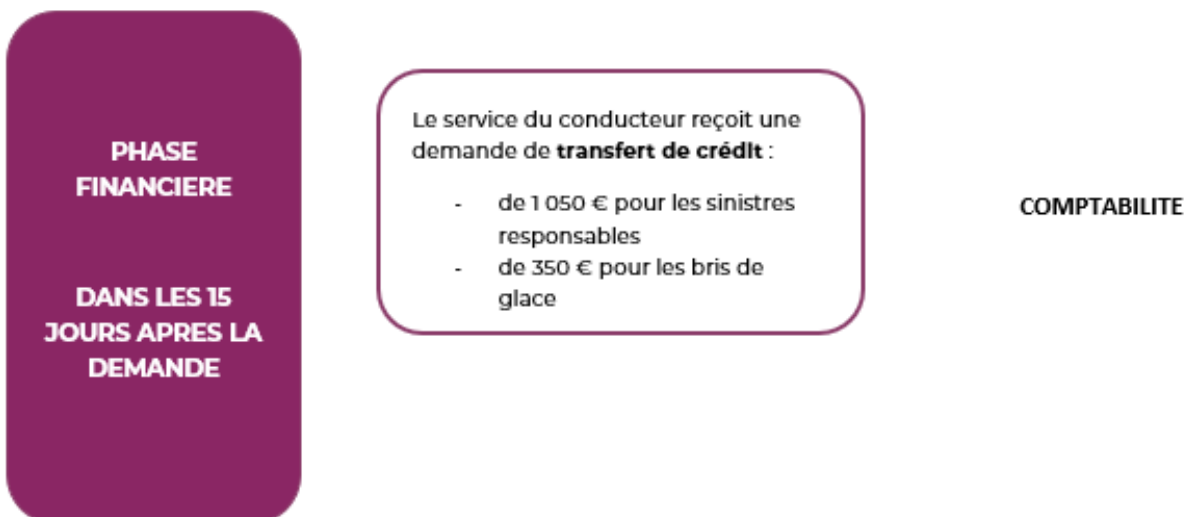 PHASE
FINANCIERE
DANS LES 15
JOURS APRES LA
DEMANDE
Le service du conducteur reçoit une
demande de transfert de crédit :
- de 1 050 € pour les sinistres
responsables
- de 350 € pour les bris de
glace
COMPTABILITE